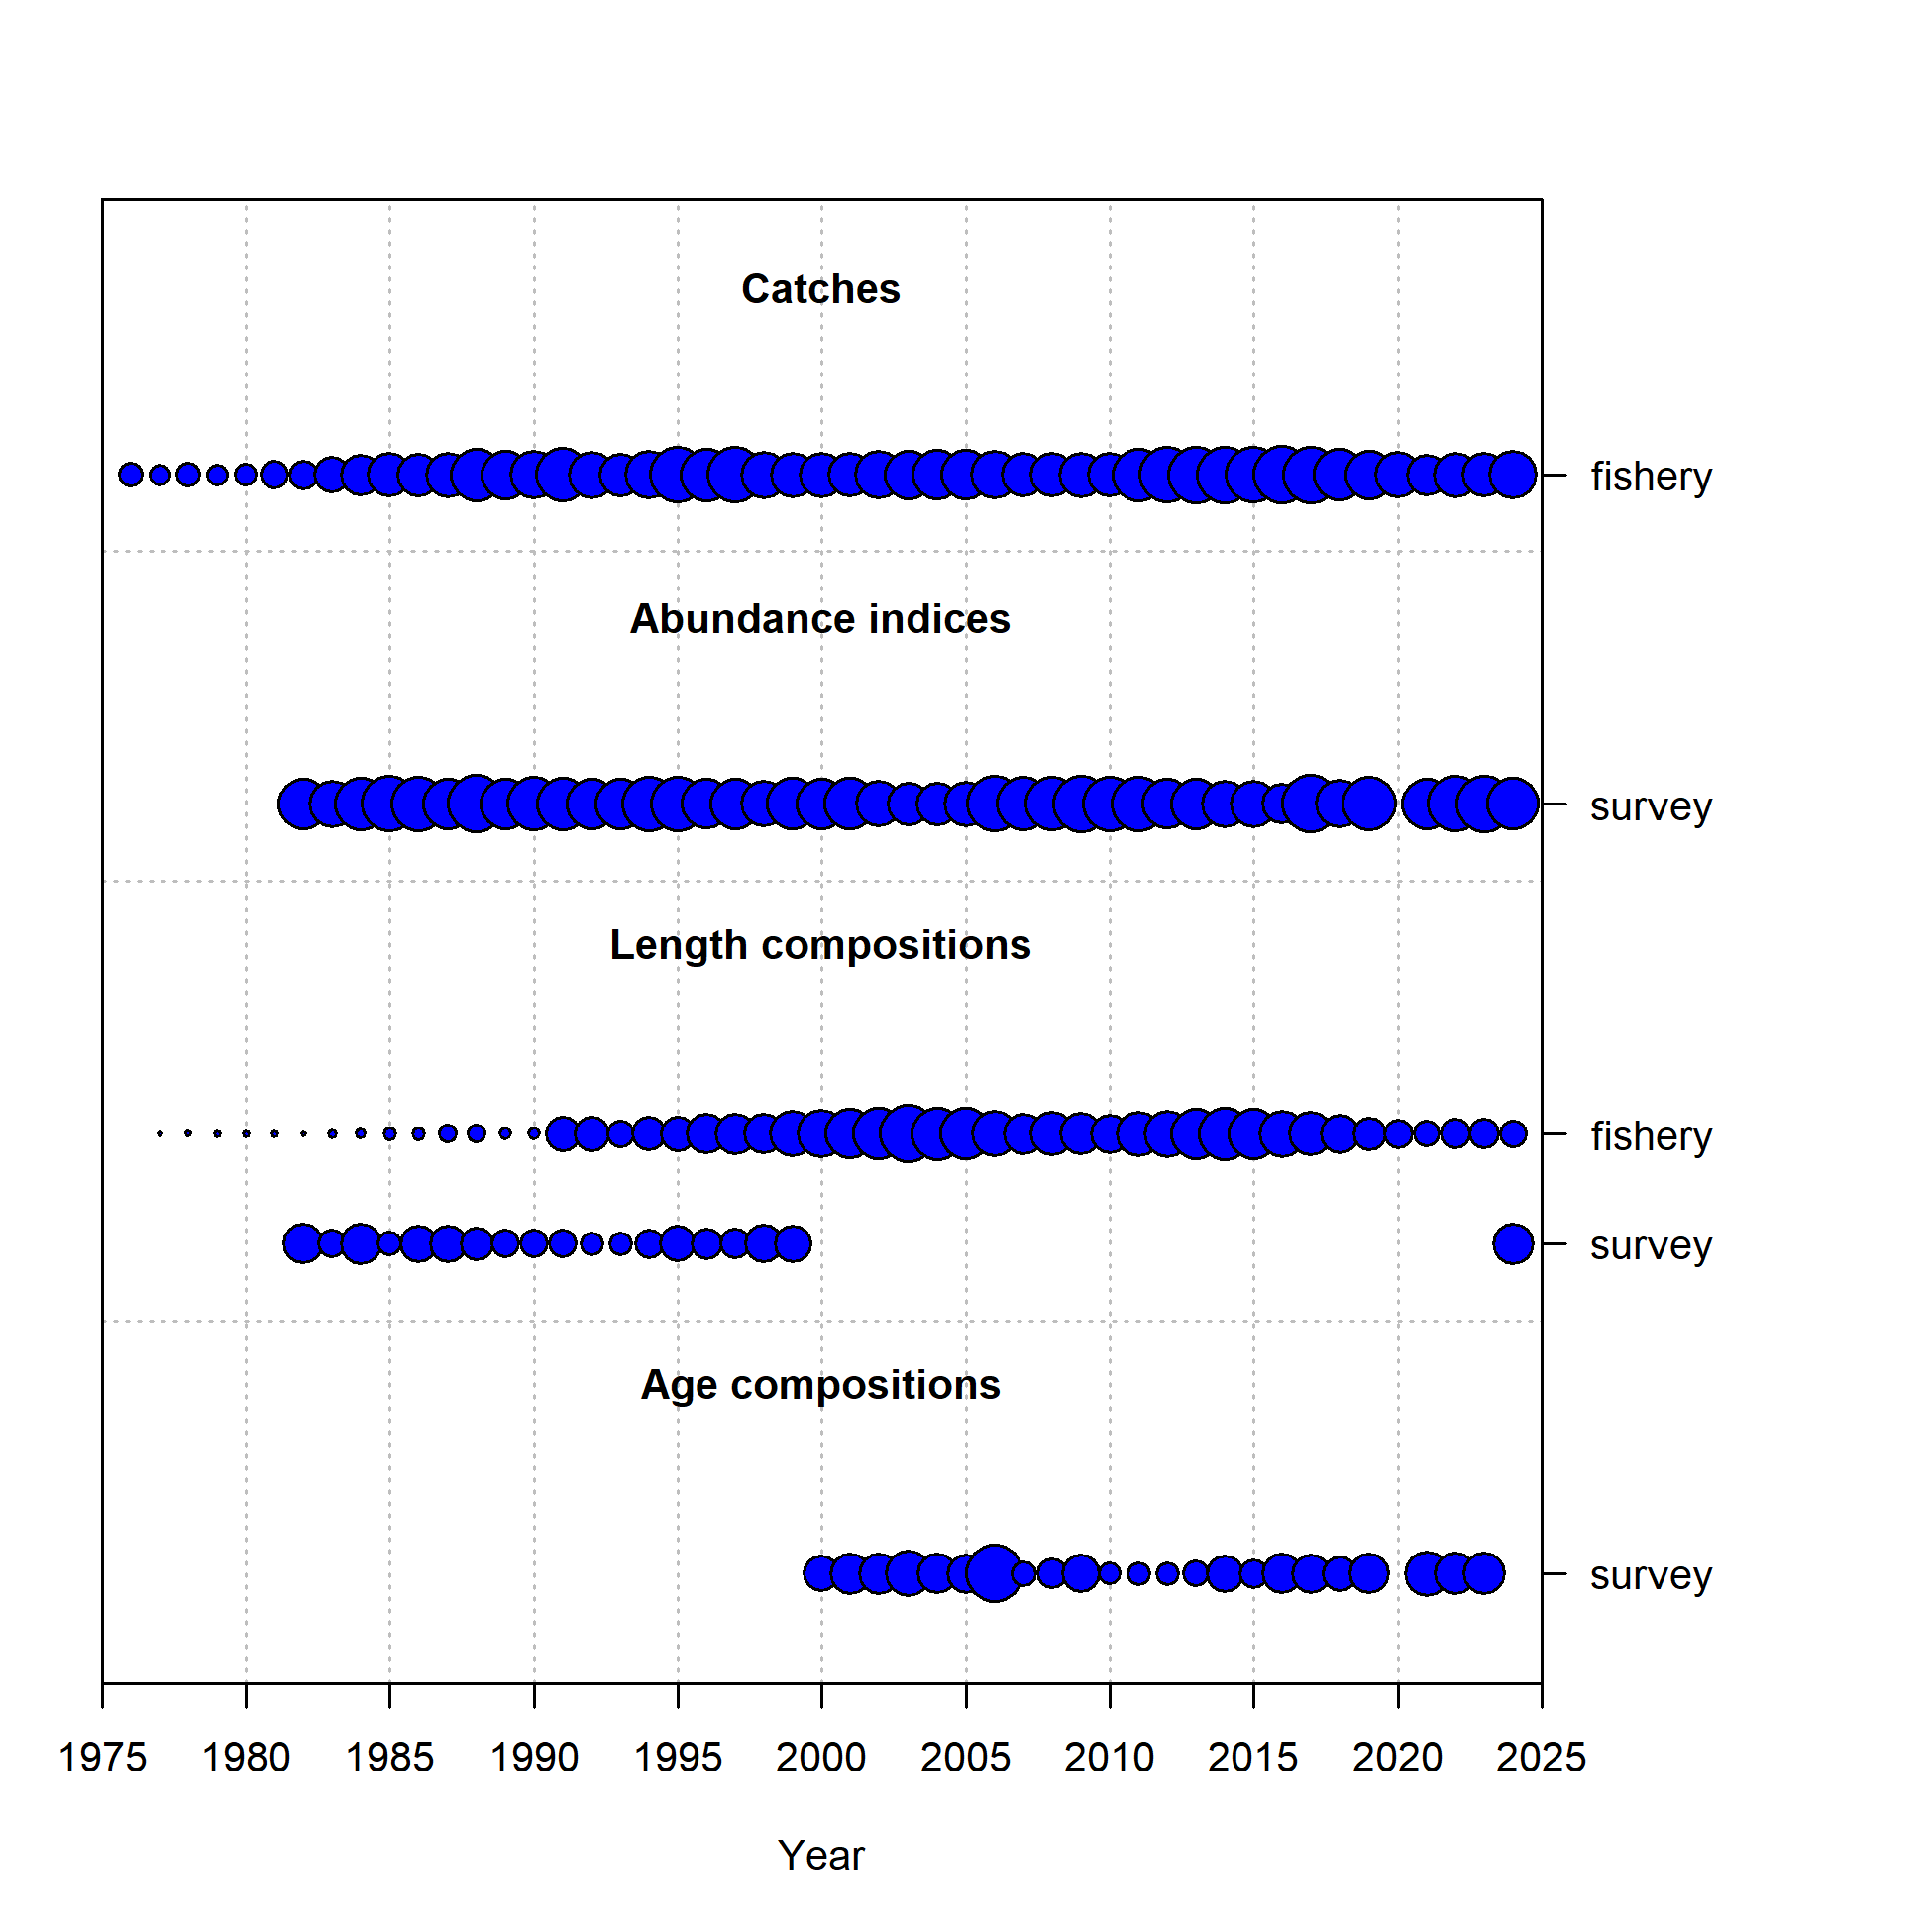 Catches
fishery
Abundance indices
survey
Length compositions
fishery
survey
Age compositions
survey
1975 1980 1985 1990 1995 2000 2005 2010 2015 2020 2025
Year